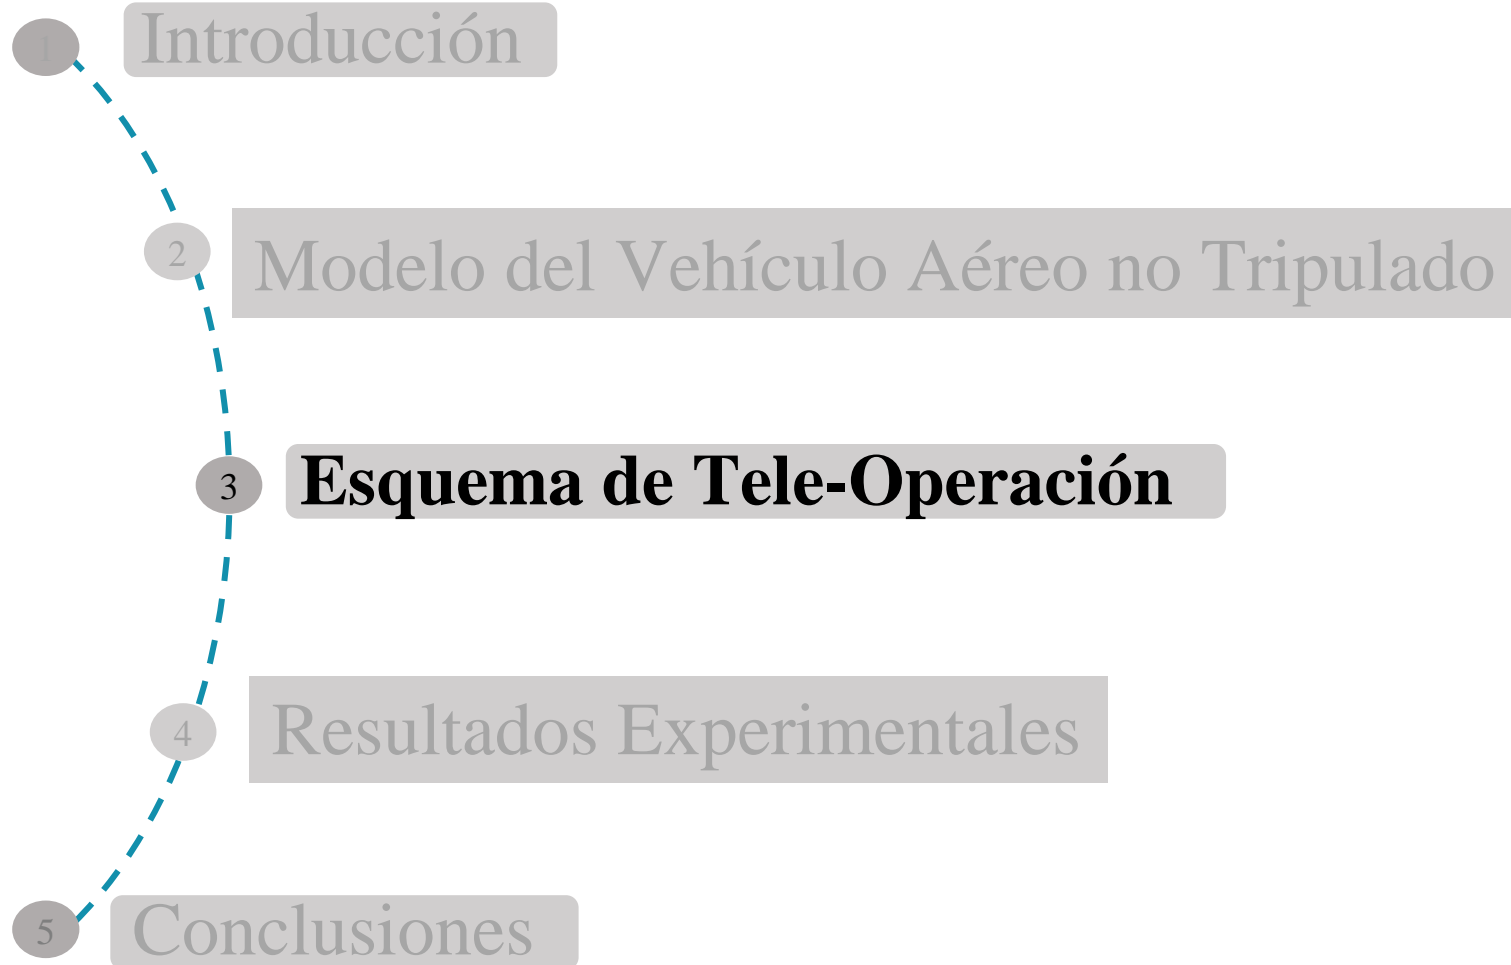 1 Introducción
2 Modelo del Vehículo Aéreo no Tripulado
3 Esquema de Tele-Operación
4 Resultados Experimentales
5 Conclusiones